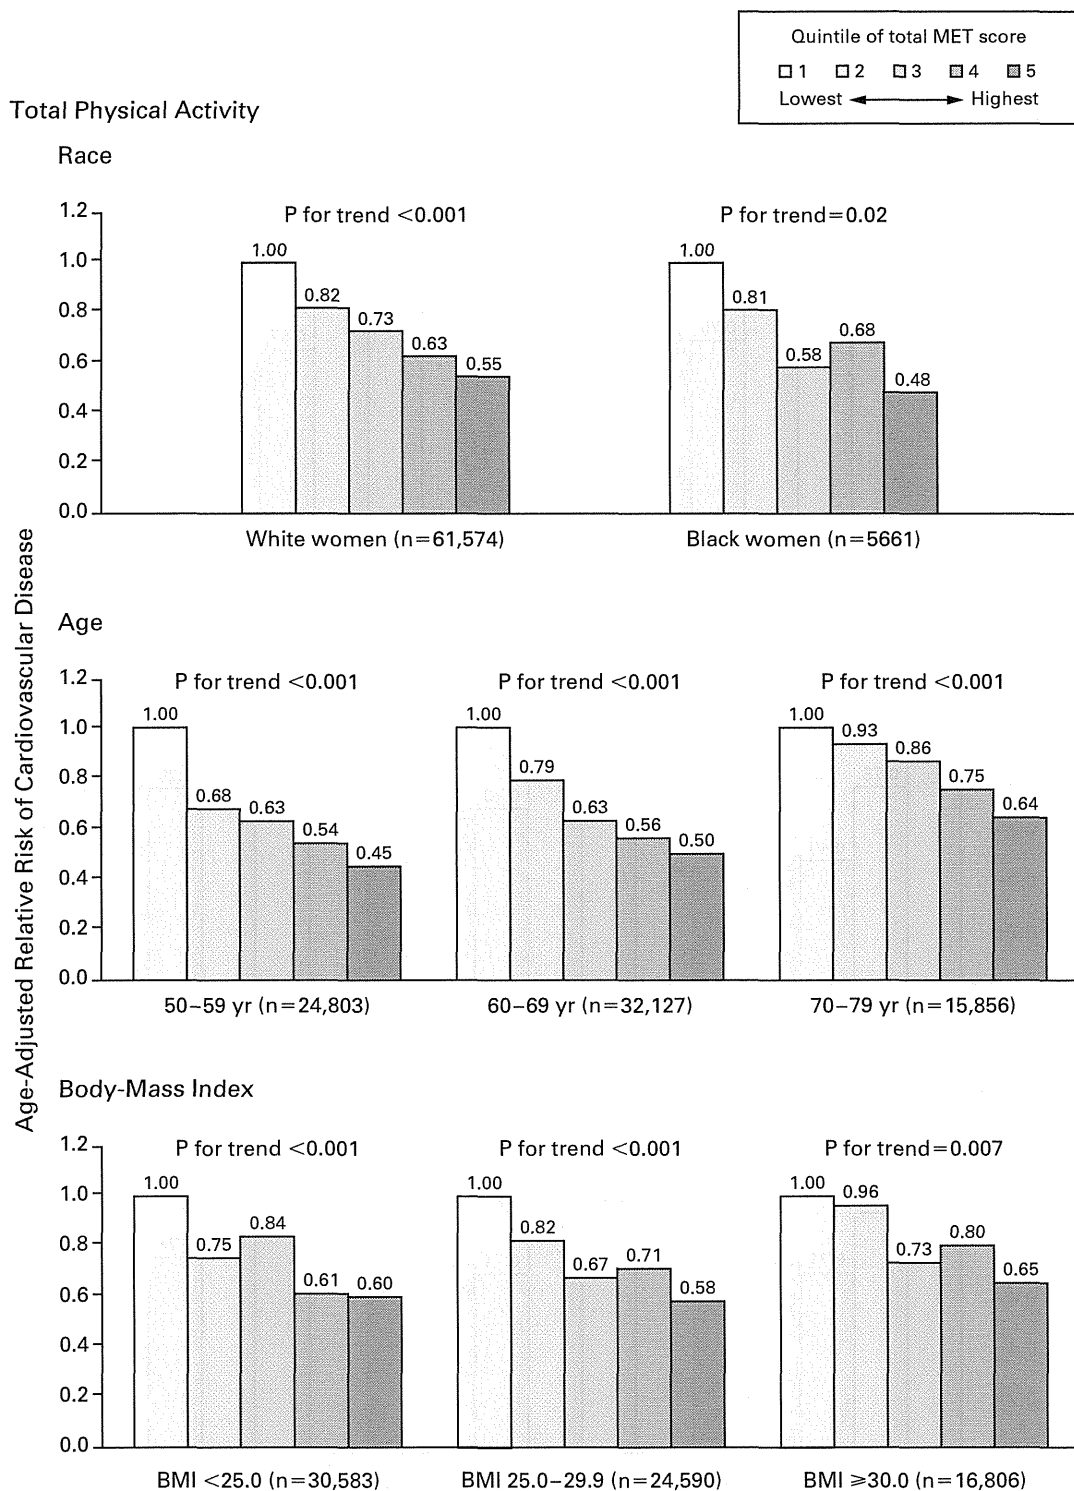 Quintile of total MET score
1 2 3 4 5
Lowest Highest
Total Physical Activity
Race
Age-Adjusted Relative Risk of Cardiovascular Disease
1.2
1.0
0.8
0.6
0.4
0.2
0.0
P for trend <0.001
1.00
0.82
0.73
0.63
0.55
White women (n=61,574)
P for trend=0.02
1.00
0.81
0.58
0.68
0.48
Black women (n=5661)
Age
1.2
1.0
0.8
0.6
0.4
0.2
0.0
P for trend <0.001
1.00
0.68
0.63
0.54
0.45
50–59 yr (n=24,803)
P for trend <0.001
1.00
0.79
0.63
0.56
0.50
60–69 yr (n=32,127)
P for trend <0.001
1.00
0.93
0.86
0.75
0.64
70–79 yr (n=15,856)
Body-Mass Index
1.2
1.0
0.8
0.6
0.4
0.2
0.0
P for trend <0.001
1.00
0.75
0.84
0.61
0.60
BMI <25.0 (n=30,583)
P for trend <0.001
1.00
0.82
0.67
0.71
0.58
BMI 25.0–29.9 (n=24,590)
P for trend=0.007
1.00
0.96
0.73
0.80
0.65
BMI ⩾30.0 (n=16,806)